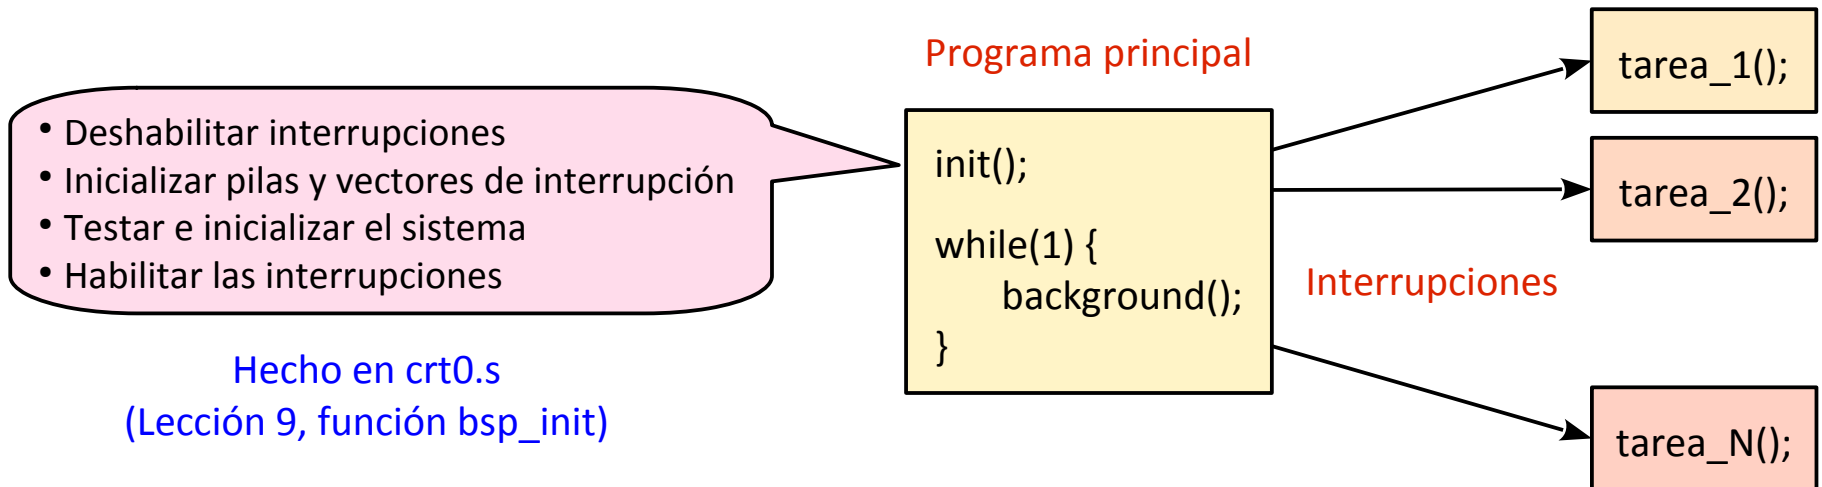 Programa principal
• Deshabilitar interrupciones
• Inicializar pilas y vectores de interrupción
• Testar e inicializar el sistema
• Habilitar las interrupciones
Hecho en crt0.s
(Lección 9, función bsp_init)
init();
while(1) {
background();
}
Interrupciones
tarea_1();
tarea_2();
tarea_N();